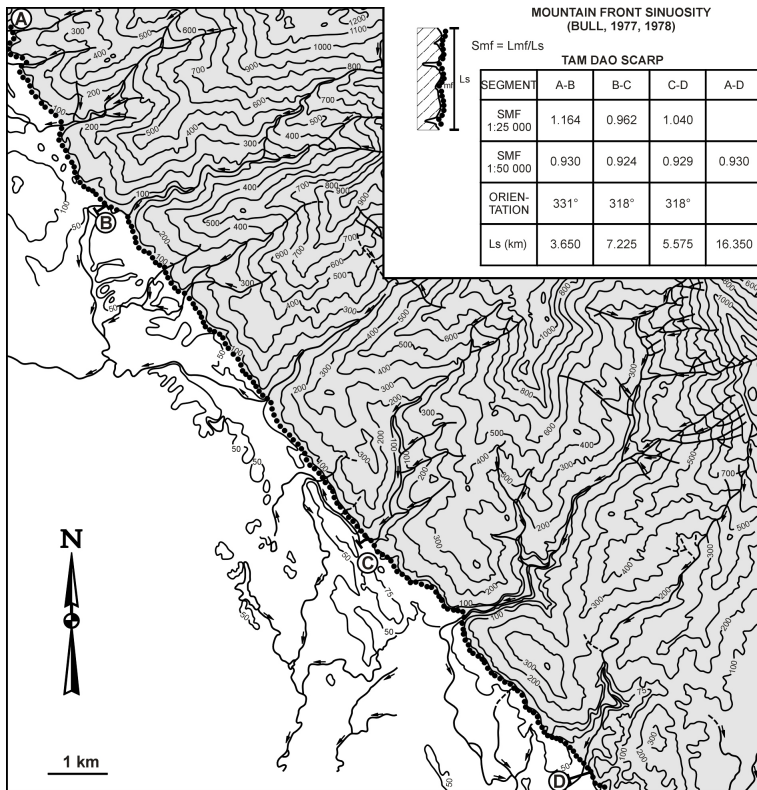 MOUNTAIN FRONT SINUOSITY
(BULL, 1977, 1978)
Smf = Lmf/Ls
Ls
mf
TAM DAO SCARP
SEGMENT A-B B-C C-D A-D
SMF 1:25 000 1.164 0.962 1.040
SMF 1:50 000 0.930 0.924 0.929 0.930
ORIEN-
TATION 331° 318° 318°
Ls (km) 3.650 7.225 5.575 16.350
A
300
500
600
1200
1100
1000
400
700
900
800
200
100
B
50
C
75
N
D
1 km